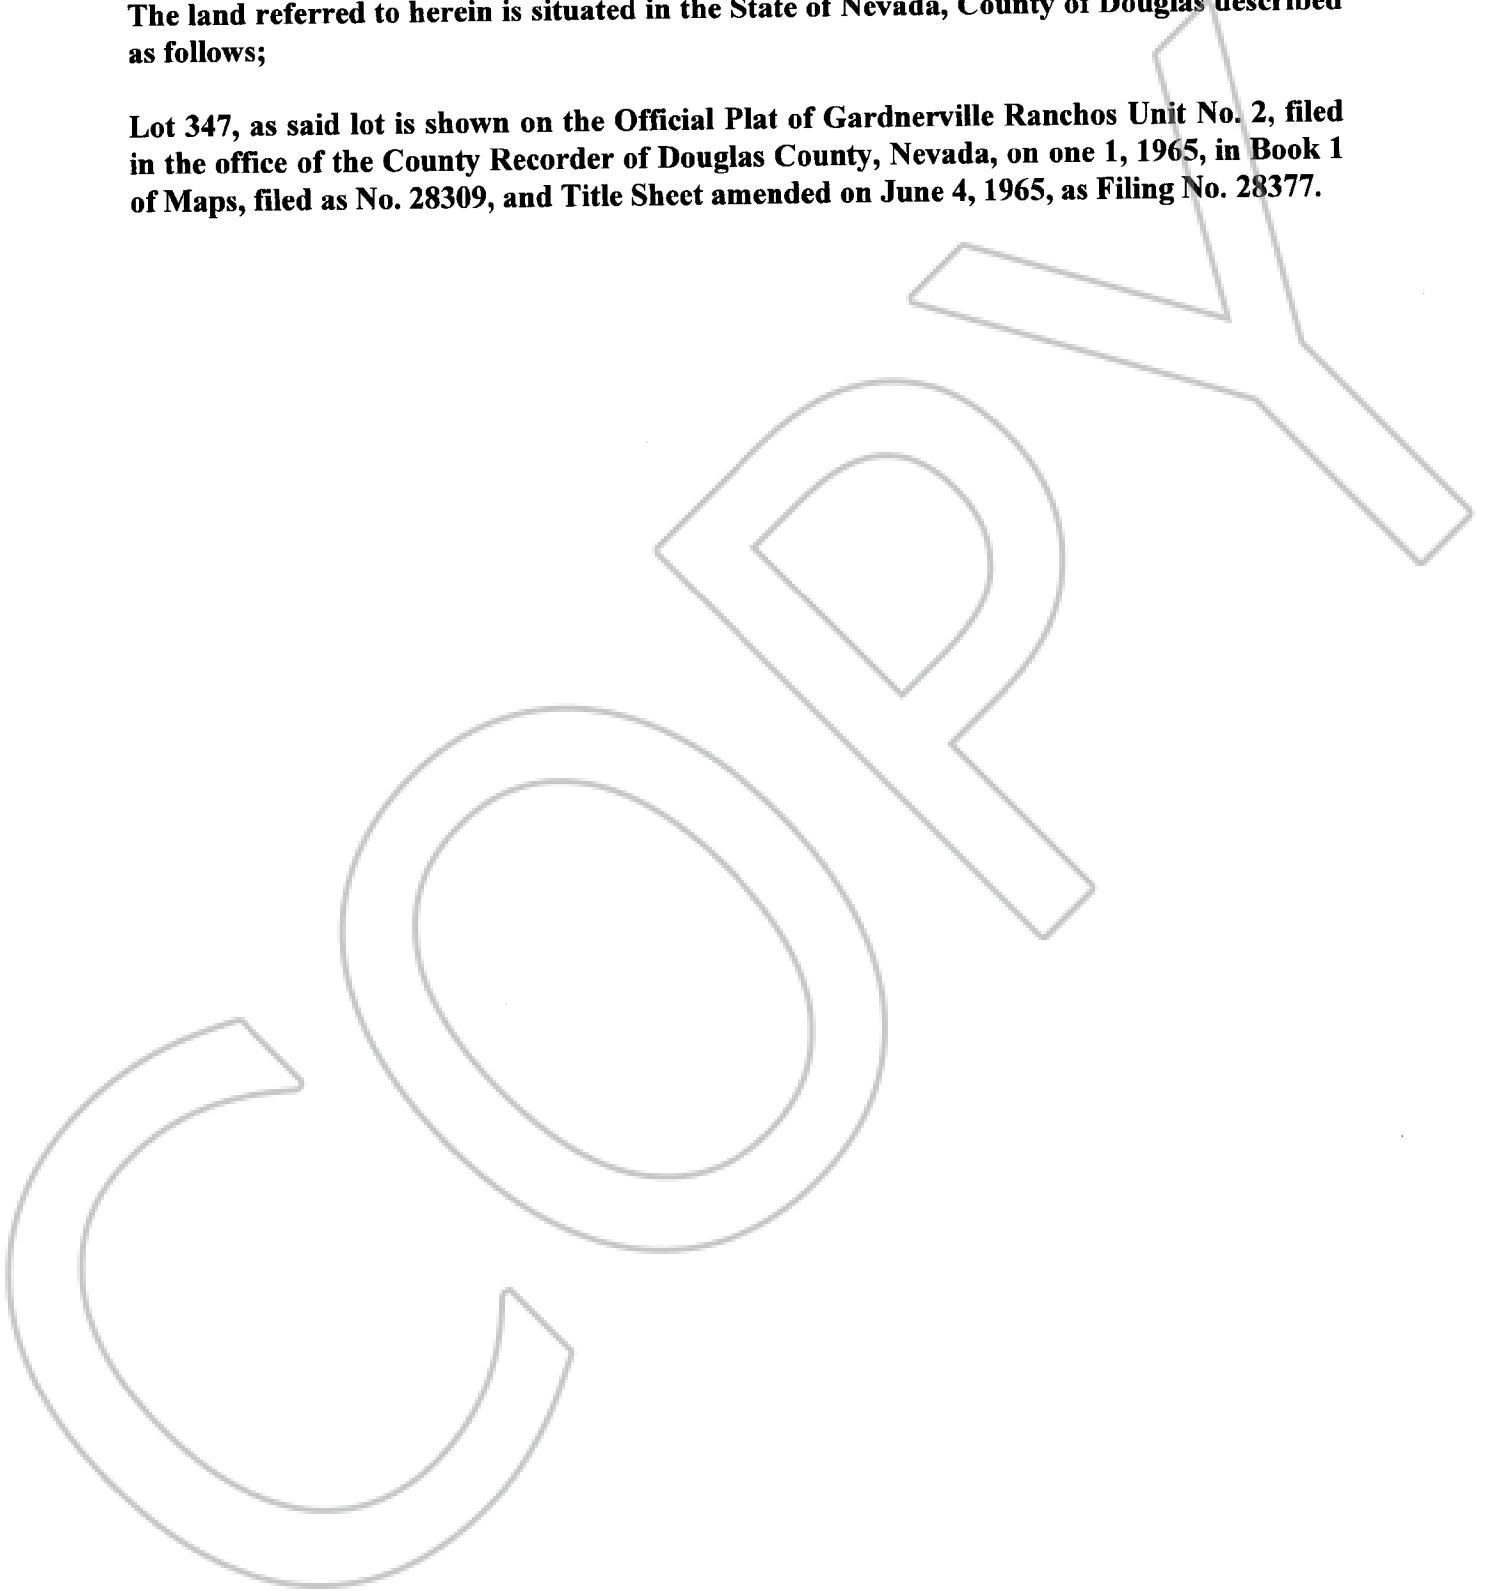 The land referred to herein is situated in the State of Nevada, County of Douglas described
as follows;
Lot 347, as said lot is shown on the Official Plat of Gardnerville Ranchos Unit No. 2, filed
in the office of the County Recorder of Douglas County, Nevada, on one 1, 1965, in Book 1
of Maps, filed as No. 28309, and Title Sheet amended on June 4, 1965, as Filing No. 28377.
COPY